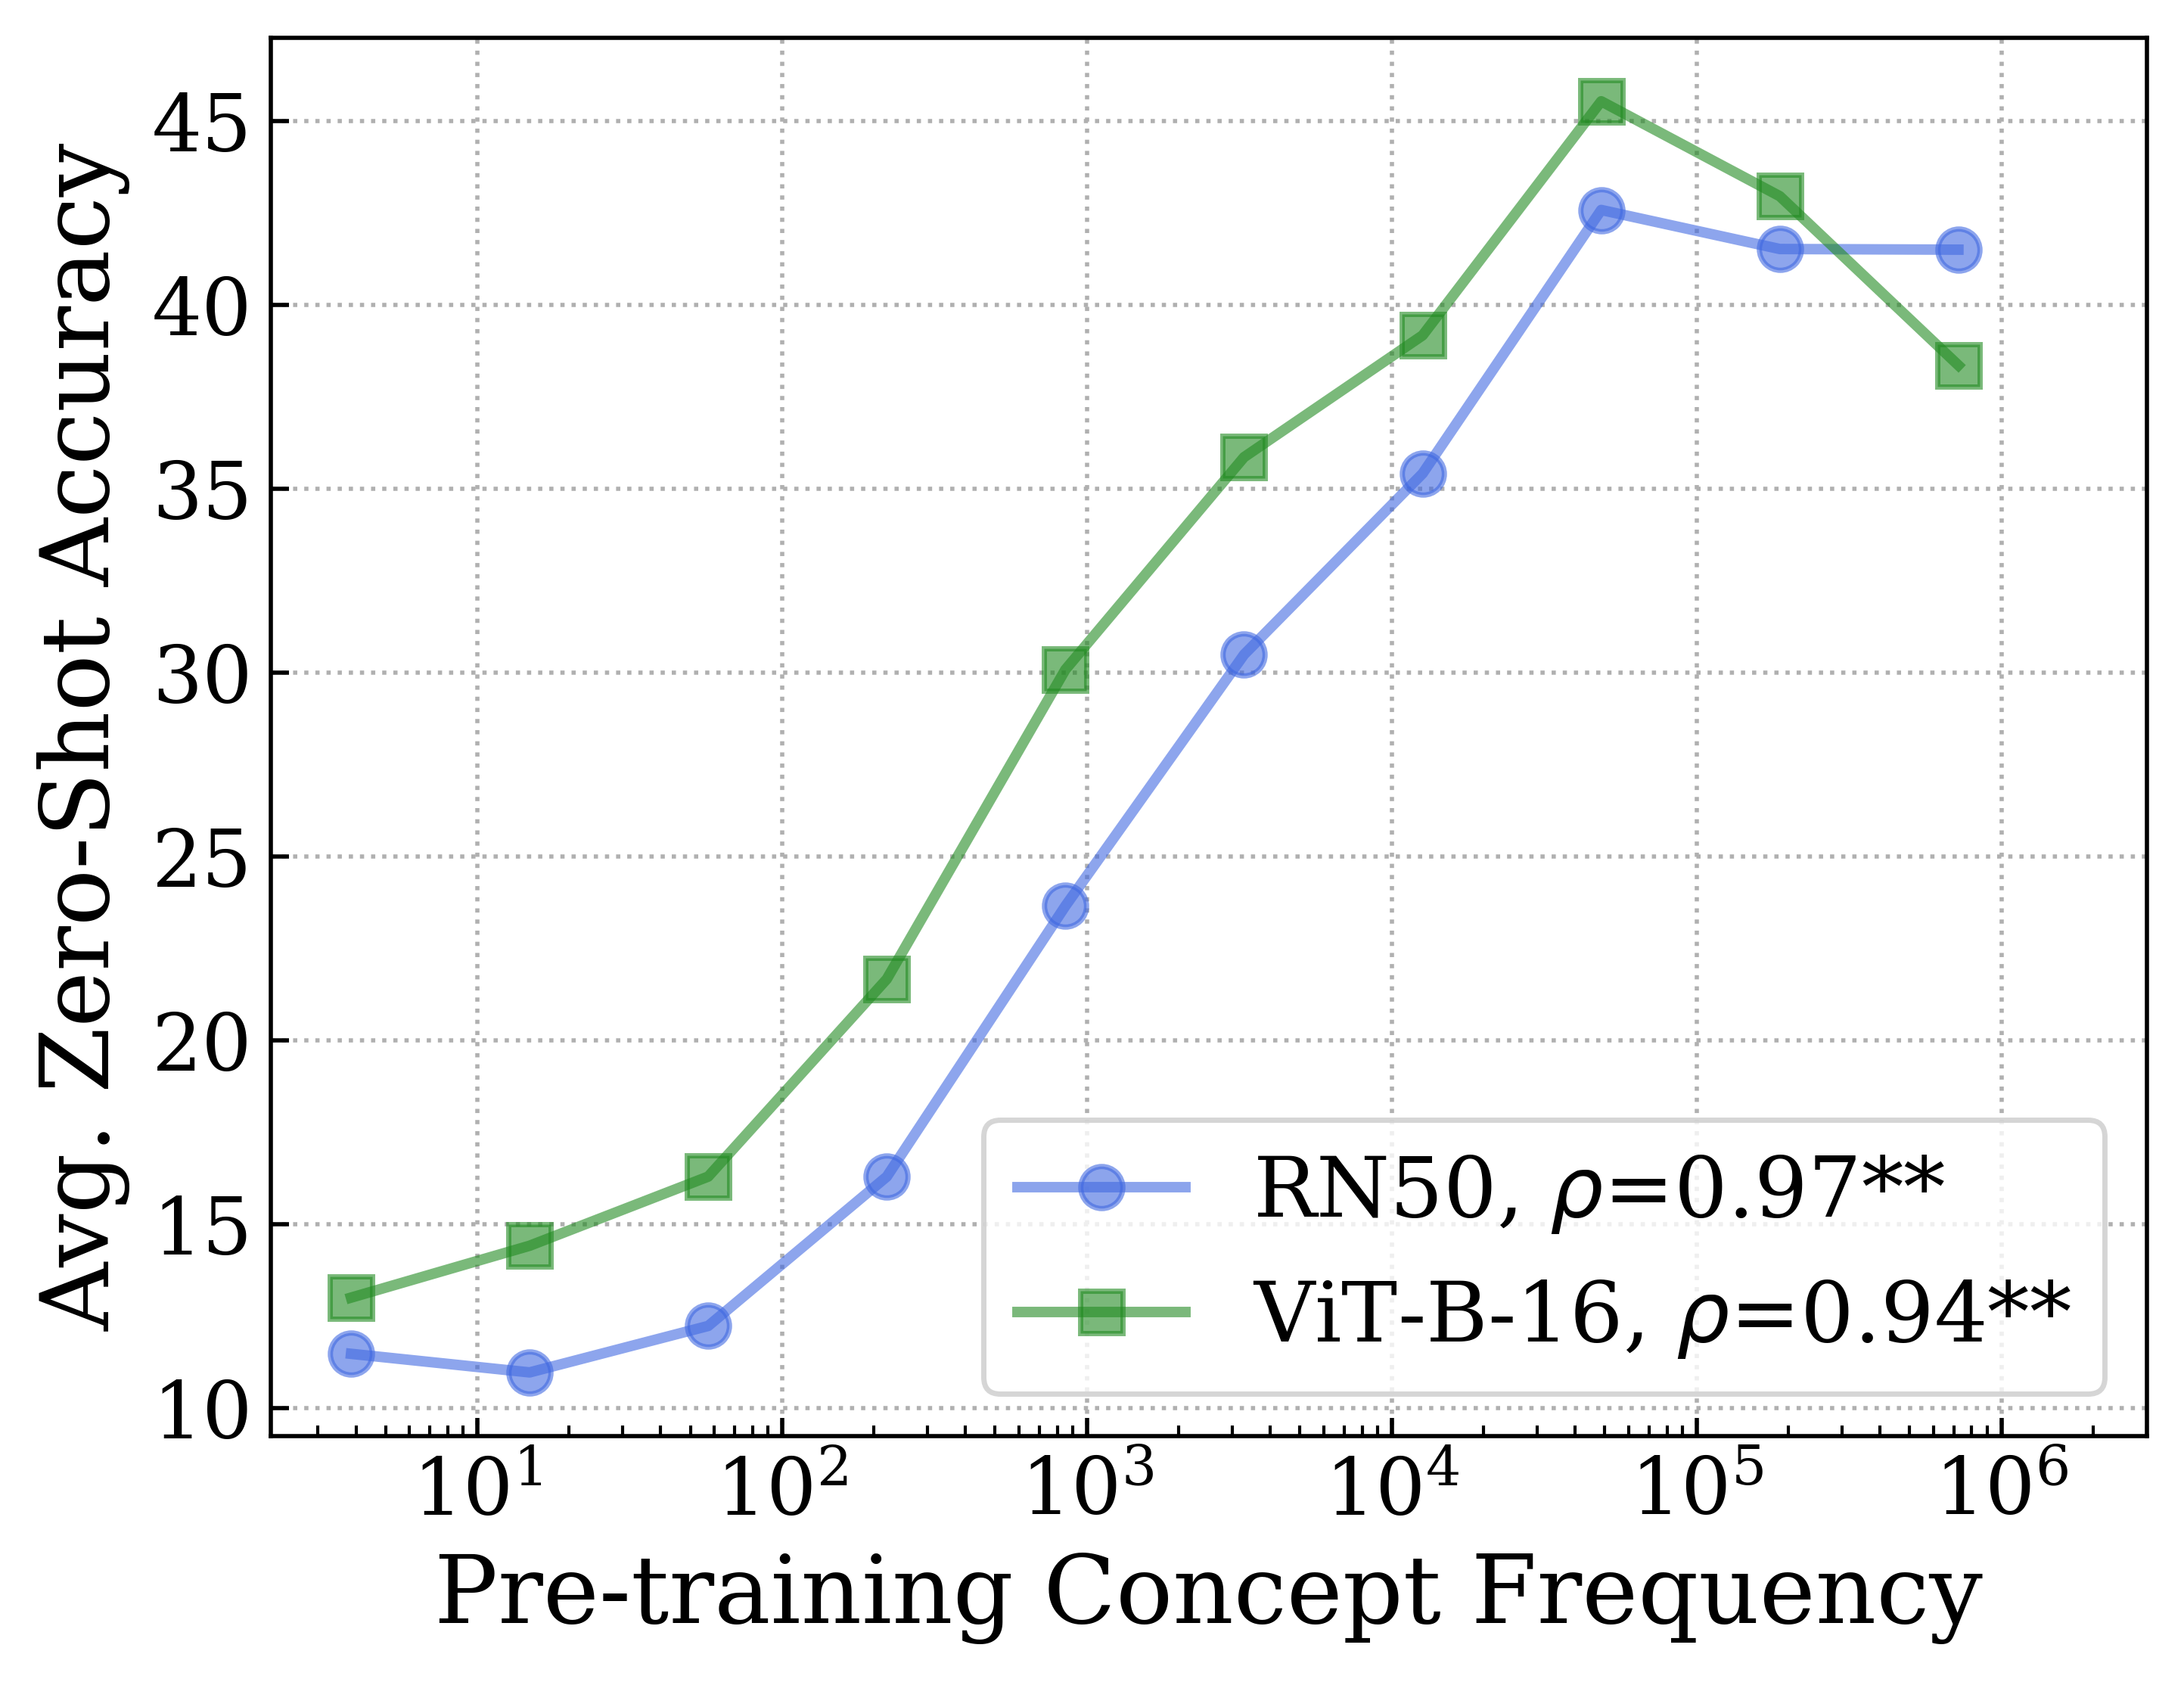 Avg. Zero-Shot Accuracy
45
40
35
30
25
20
15
10
RN50, ρ=0.97**
ViT-B-16, ρ=0.94**
10¹ 10² 10³ 10⁴ 10⁵ 10⁶
Pre-training Concept Frequency